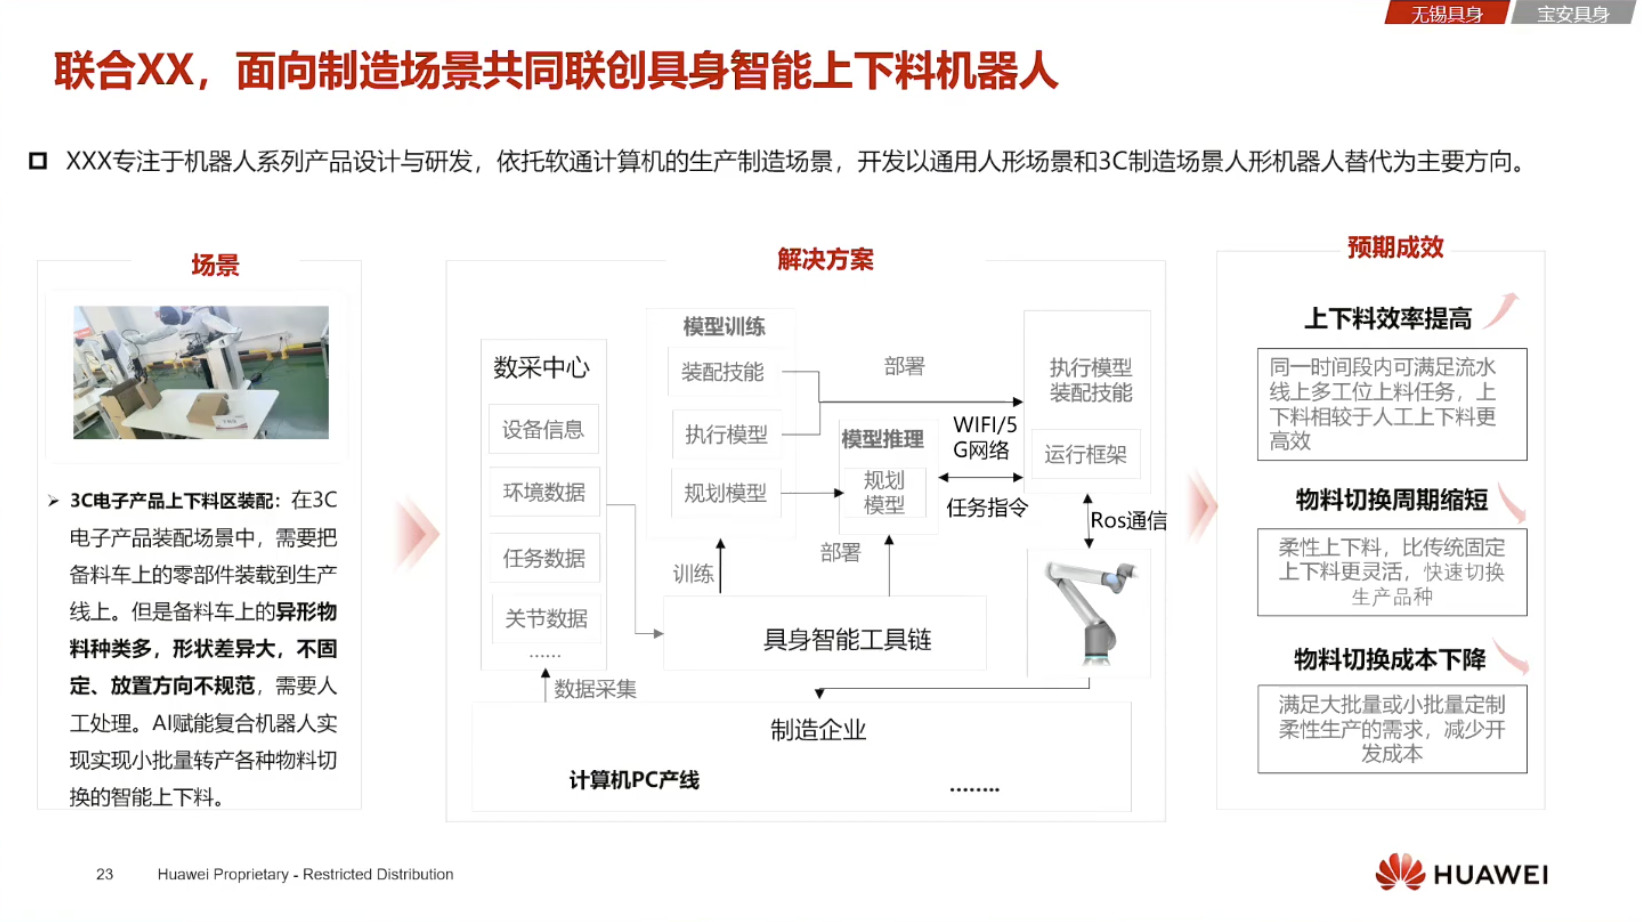 无锡具身
宝安具身
联合XX，面向制造场景共同联创具身智能上下料机器人
XXX专注于机器人系列产品设计与研发，依托软通计算机的生产制造场景，开发以通用人形场景和3C制造场景人形机器人替代为主要方向。
场景
3C电子产品上下料区装配：在3C
电子产品装配场景中，需要把
备料车上的零部件装载到生产
线上。但是备料车上的异形物
料种类多，形状差异大，不固
定、放置方向不规范，需要人
工处理。AI赋能复合机器人实
现实现小批量转产各种物料切
换的智能上下料。
解决方案
数采中心
设备信息
环境数据
任务数据
关节数据
......
数据采集
模型训练
装配技能
执行模型
规划模型
训练
部署
模型推理
规划
模型
部署
WIFI/5
G网络
任务指令
执行模型
装配技能
运行框架
Ros通信
具身智能工具链
制造企业
计算机PC产线
........
预期成效
上下料效率提高
同一时间段内可满足流水
线上多工位上料任务，上
下料相较于人工上下料更
高效
物料切换周期缩短
柔性上下料，比传统固定
上下料更灵活，快速切换
生产品种
物料切换成本下降
满足大批量或小批量定制
柔性生产的需求，减少开
发成本
23
Huawei Proprietary - Restricted Distribution
HUAWEI